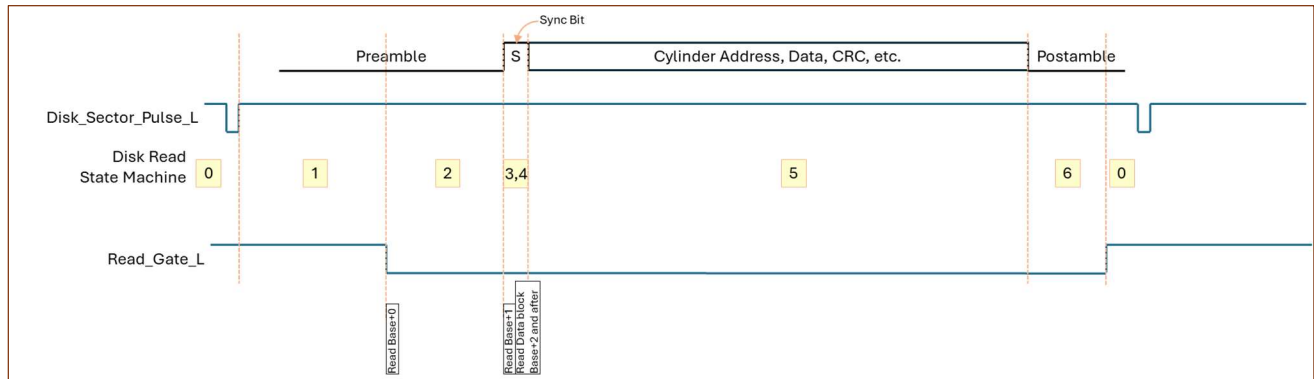 Sync Bit
Preamble
S
Cylinder Address, Data, CRC, etc.
Postamble
Disk_Sector_Pulse_L
Disk Read
State Machine
0
1
2
3,4
5
6
0
Read_Gate_L
Read Base+0
Read Base+1
Read Data block
Base+2 and after